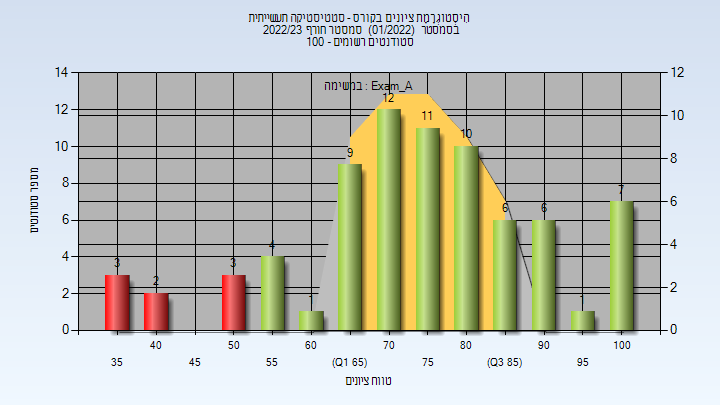 היסטוגרמת ציונים בקורס - סטטיסטיקה תעשייתית
בסמסטר (01/2022) סמסטר חורף 2022/23
סטודנטים רשומים - 100
במשימה : Exam_A
14 12 10 8 6 4 2 0
מספר סטודנטים
12 10 8 6 4 2 0
3 2 3 4 1 9 12 11 10 6 6 1 7
40 50 60 70 80 90 100
35 45 55 (Q1 65) 75 (Q3 85) 95
טווח ציונים